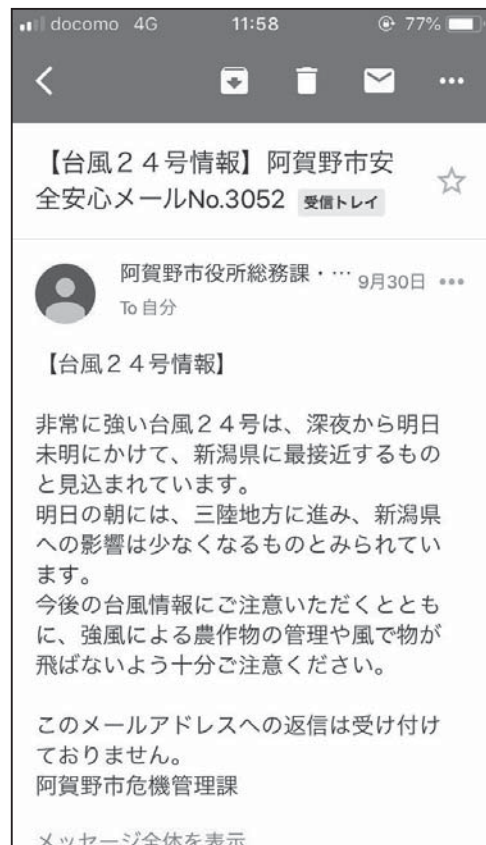 docomo 4G 11:58 77%
【台風２４号情報】阿賀野市安
全安心メールNo.3052 受信トレイ
阿賀野市役所総務課・… 9月30日
To 自分
【台風２４号情報】
非常に強い台風２４号は、深夜から明日
未明にかけて、新潟県に最接近するもの
と見込まれています。
明日の朝には、三陸地方に進み、新潟県
への影響は少なくなるものとみられてい
ます。
今後の台風情報にご注意いただくととも
に、強風による農作物の管理や風で物が
飛ばないよう十分ご注意ください。
このメールアドレスへの返信は受け付け
ておりません。
阿賀野市危機管理課
メッセージ全体を表示